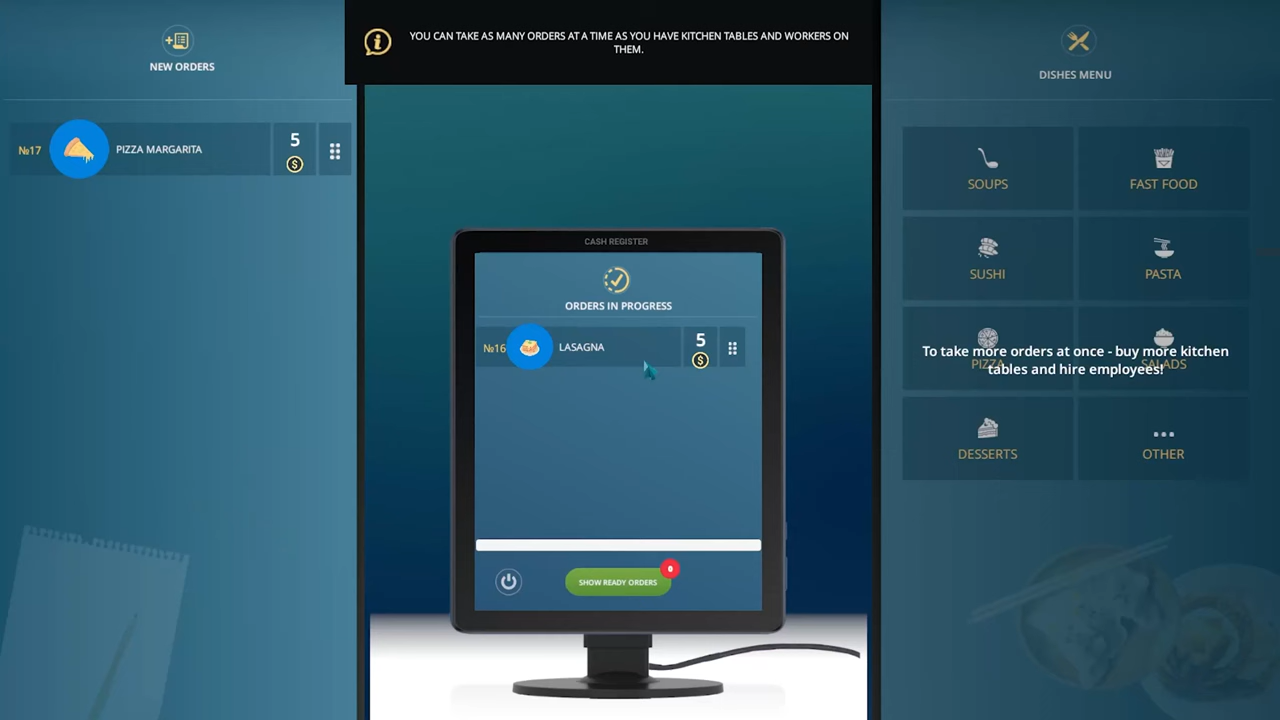 NEW ORDERS
№17
PIZZA MARGARITA
5
$
YOU CAN TAKE AS MANY ORDERS AT A TIME AS YOU HAVE KITCHEN TABLES AND WORKERS ON
THEM.
CASH REGISTER
ORDERS IN PROGRESS
№16
LASAGNA
5
$
SHOW READY ORDERS
0
DISHES MENU
SOUPS
FAST FOOD
SUSHI
PASTA
PIZZA
SALADS
To take more orders at once - buy more kitchen
tables and hire employees!
DESSERTS
OTHER